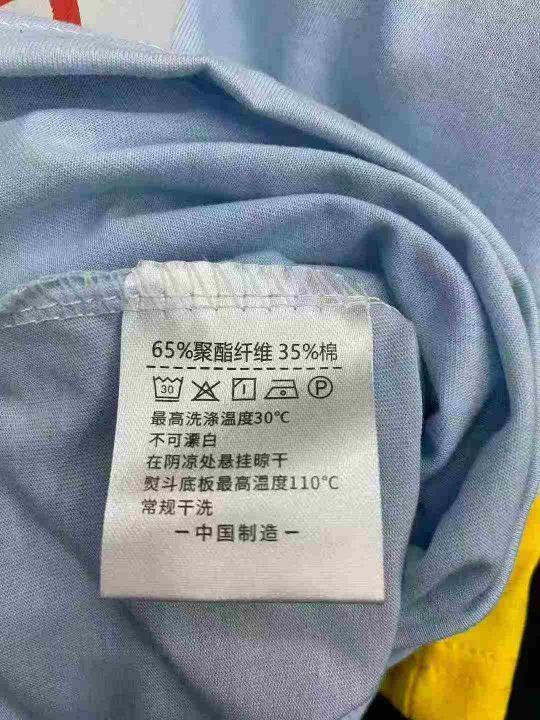 65%聚酯纤维 35%棉
30 P
最高洗涤温度30℃
不可漂白
在阴凉处悬挂晾干
熨斗底板最高温度110℃
常规干洗
-中国制造-